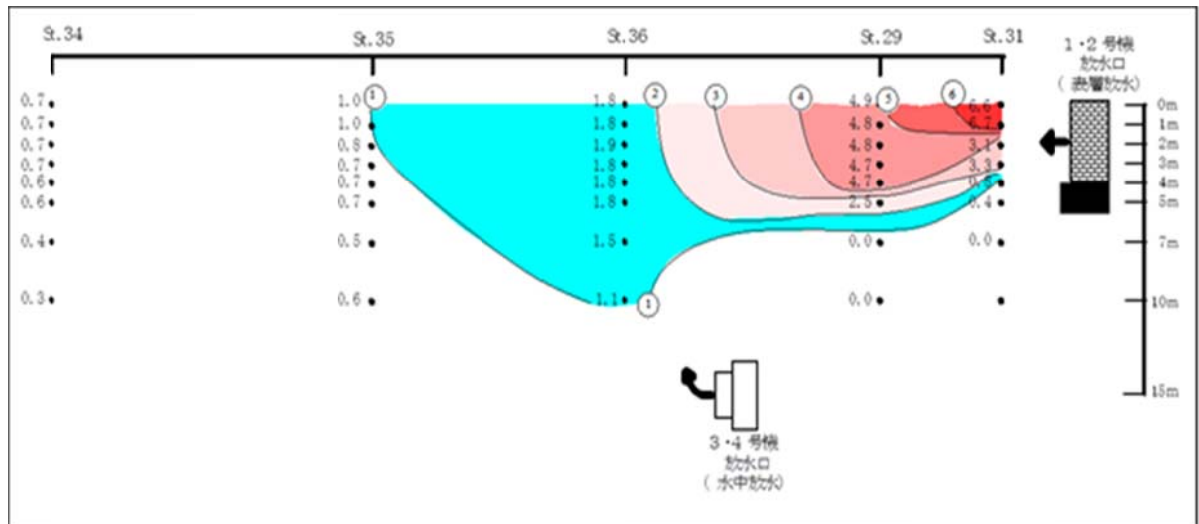 St.34 St.35 St.36 St.29 St.31
1・2号機
放水口
(表層放水)
① ② ③ ④ ⑤ ⑥
0.7 1.0 1.8 4.9 6.6 0m
0.7 1.0 1.8 4.8 6.7 1m
0.7 0.8 1.9 4.8 3.1 2m
0.7 0.7 1.8 4.7 3.3 3m
0.6 0.7 1.8 4.7 4m
0.6 0.7 1.8 2.5 0.4 5m
0.4 0.5 1.5 0.0 0.0 7m
0.3 0.6 1.1 ① 0.0 10m
15m
3・4号機
放水口
(水中放水)